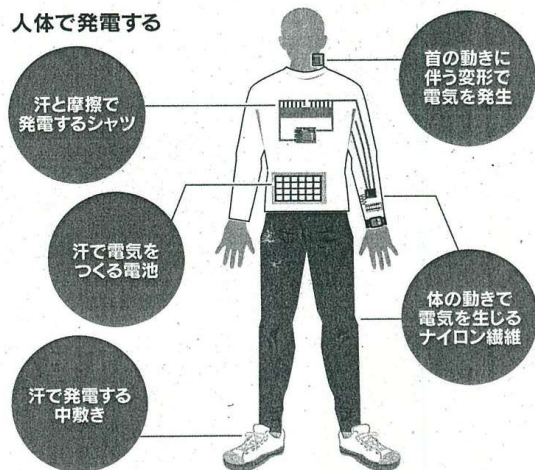 人体で発電する
首の動きに
伴う変形で
電気を発生
汗と摩擦で
発電するシャツ
汗で電気を
つくる電池
体の動きで
電気を生じる
ナイロン繊維
汗で発電する
中敷き